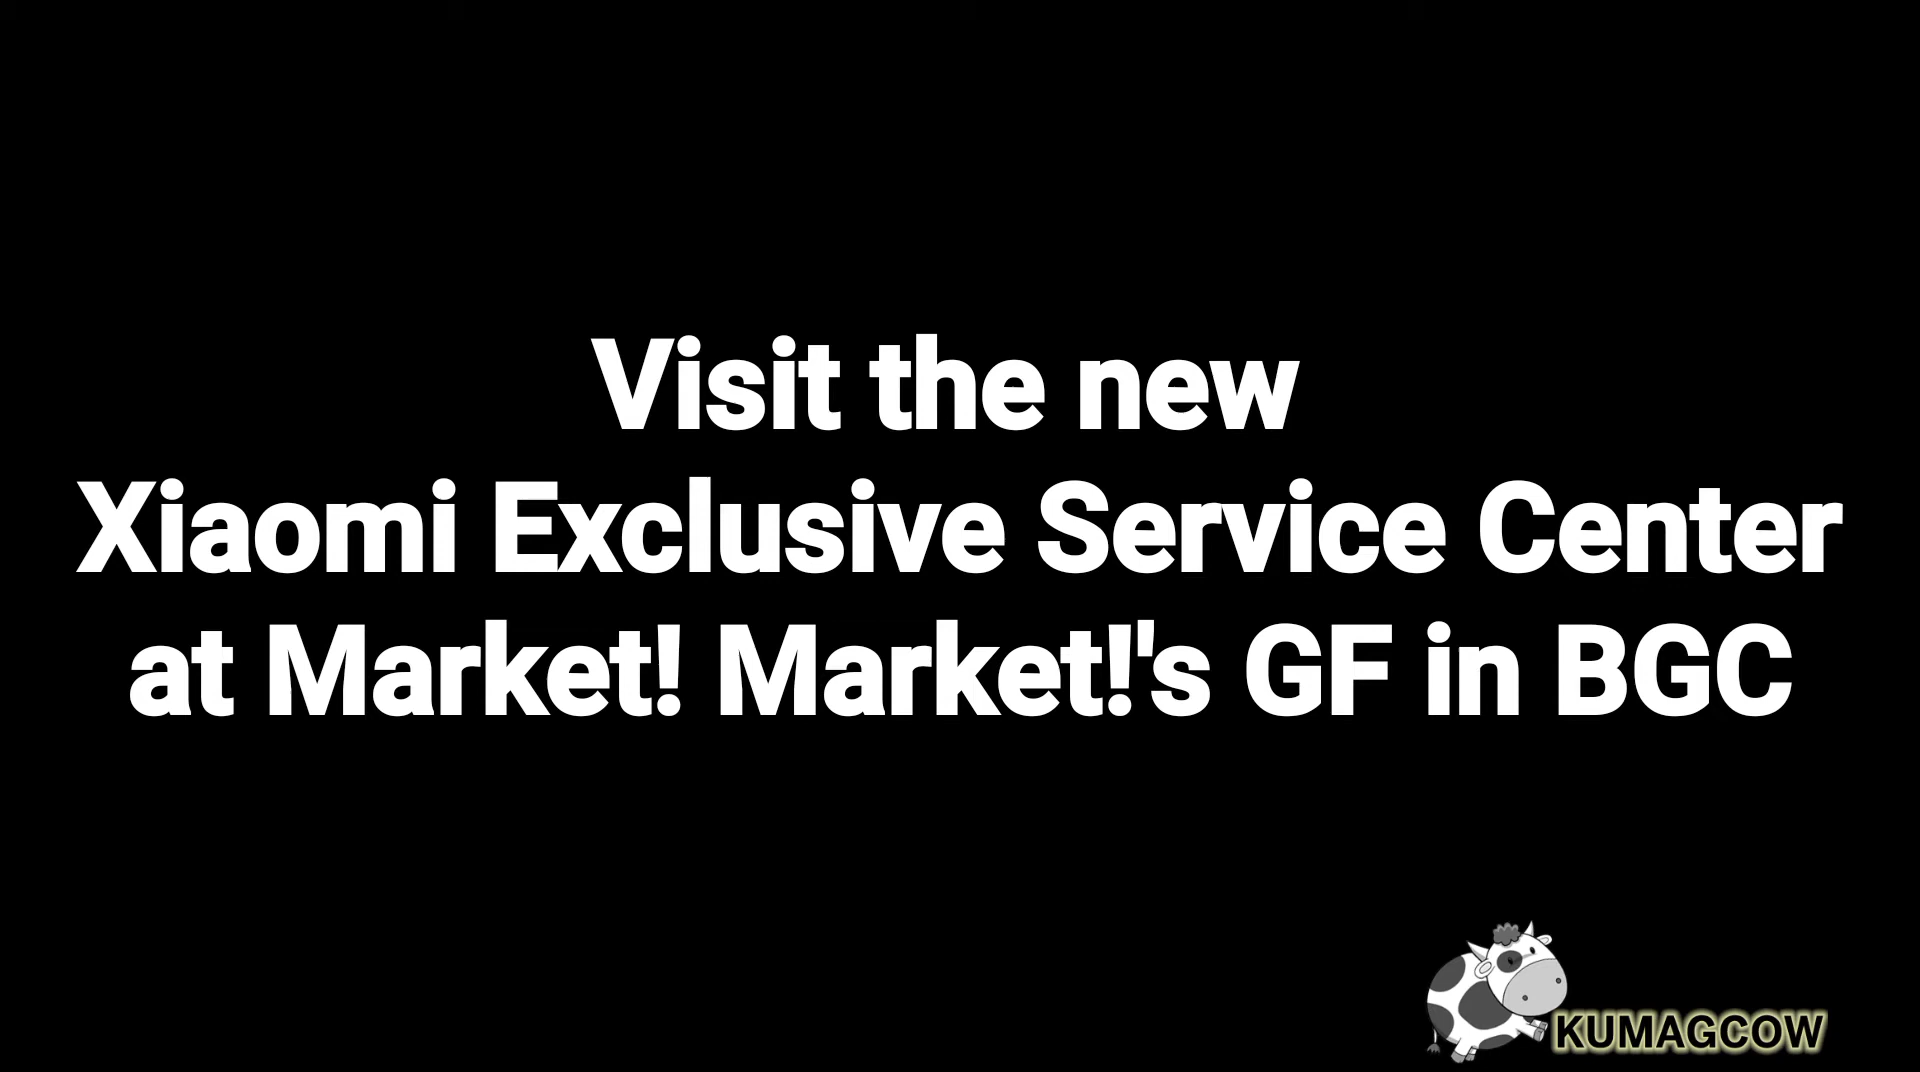 Visit the new
Xiaomi Exclusive Service Center
at Market! Market!'s GF in BGC
KUMAGCOW